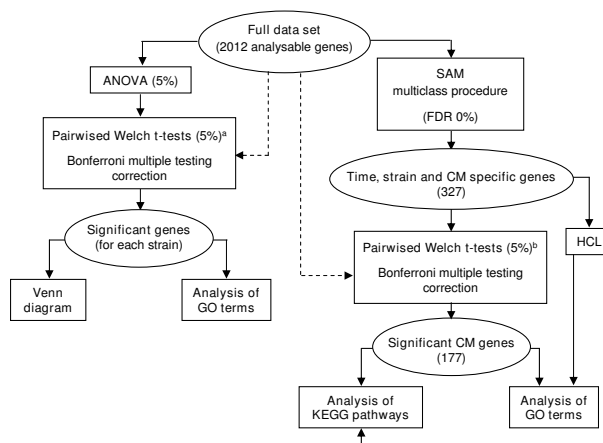 Full data set
(2012 analysable genes)
ANOVA (5%)
SAM
multiclass procedure
(FDR 0%)
Pairwised Welch t-tests (5%)a
Bonferroni multiple testing
correction
Time, strain and CM specific genes
(327)
Significant genes
(for each strain)
HCL
Pairwised Welch t-tests (5%)b
Bonferroni multiple testing
correction
Venn
diagram
Analysis of
GO terms
Significant CM genes
(177)
Analysis of
KEGG pathways
Analysis of
GO terms